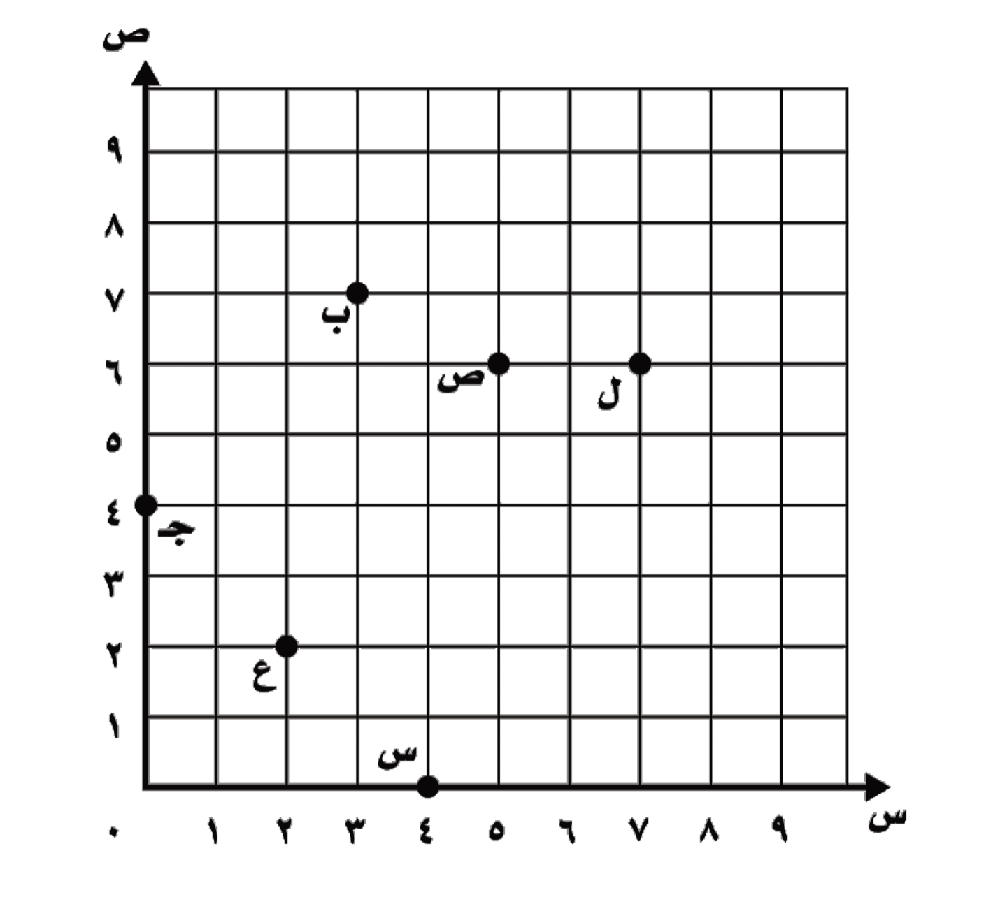 ص
٩
٨
٧
ب
٦
ص
ل
٥
٤
جـ
٣
٢
ع
١
س
٠ ١ ٢ ٣ ٤ ٥ ٦ ٧ ٨ ٩ س